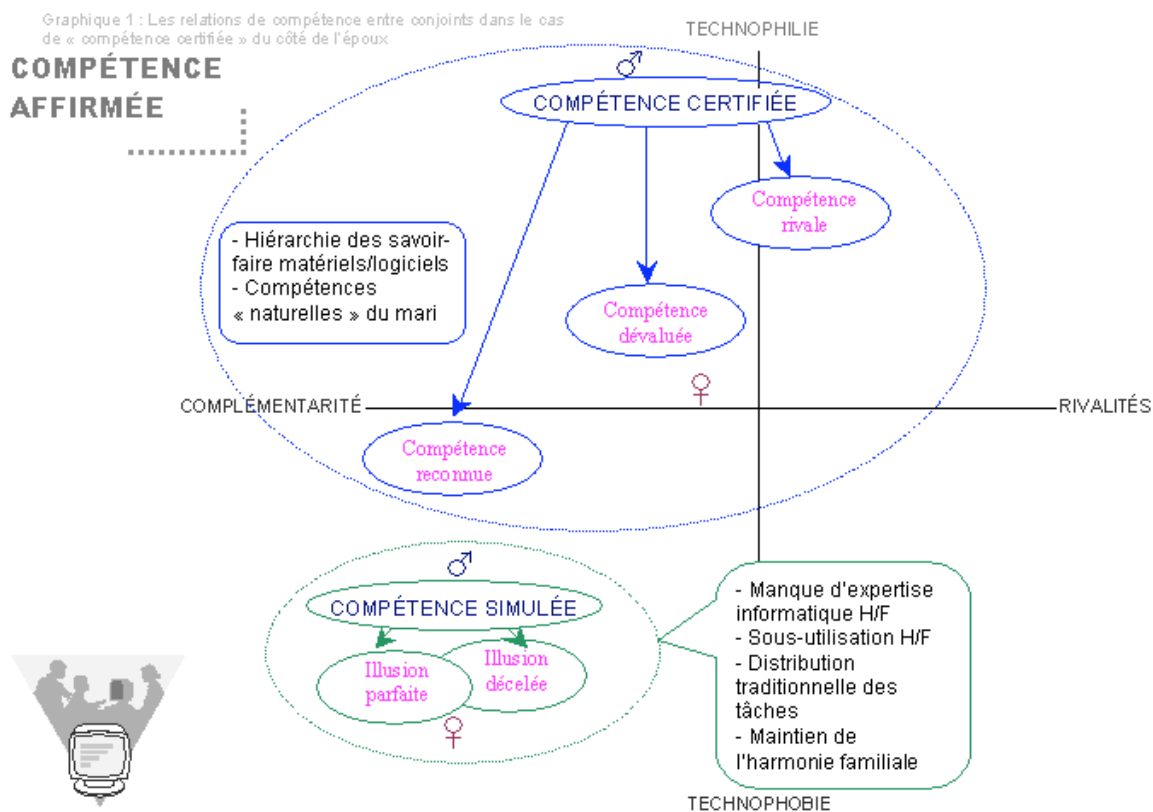 Graphique 1 : Les relations de compétence entre conjoints dans le cas
de « compétence certifiée » du côté de l'époux
COMPÉTENCE
AFFIRMÉE
TECHNOPHILIE
♂
COMPÉTENCE CERTIFIÉE
Compétence
rivale
- Hiérarchie des savoir-
faire matériels/logiciels
- Compétences
« naturelles » du mari
Compétence
dévaluée
♀
COMPLÉMENTARITÉ
RIVALITÉS
Compétence
reconnue
♂
COMPÉTENCE SIMULÉE
Illusion
parfaite
Illusion
décelée
♀
- Manque d'expertise
informatique H/F
- Sous-utilisation H/F
- Distribution
traditionnelle des
tâches
- Maintien de
l'harmonie familiale
TECHNOPHOBIE